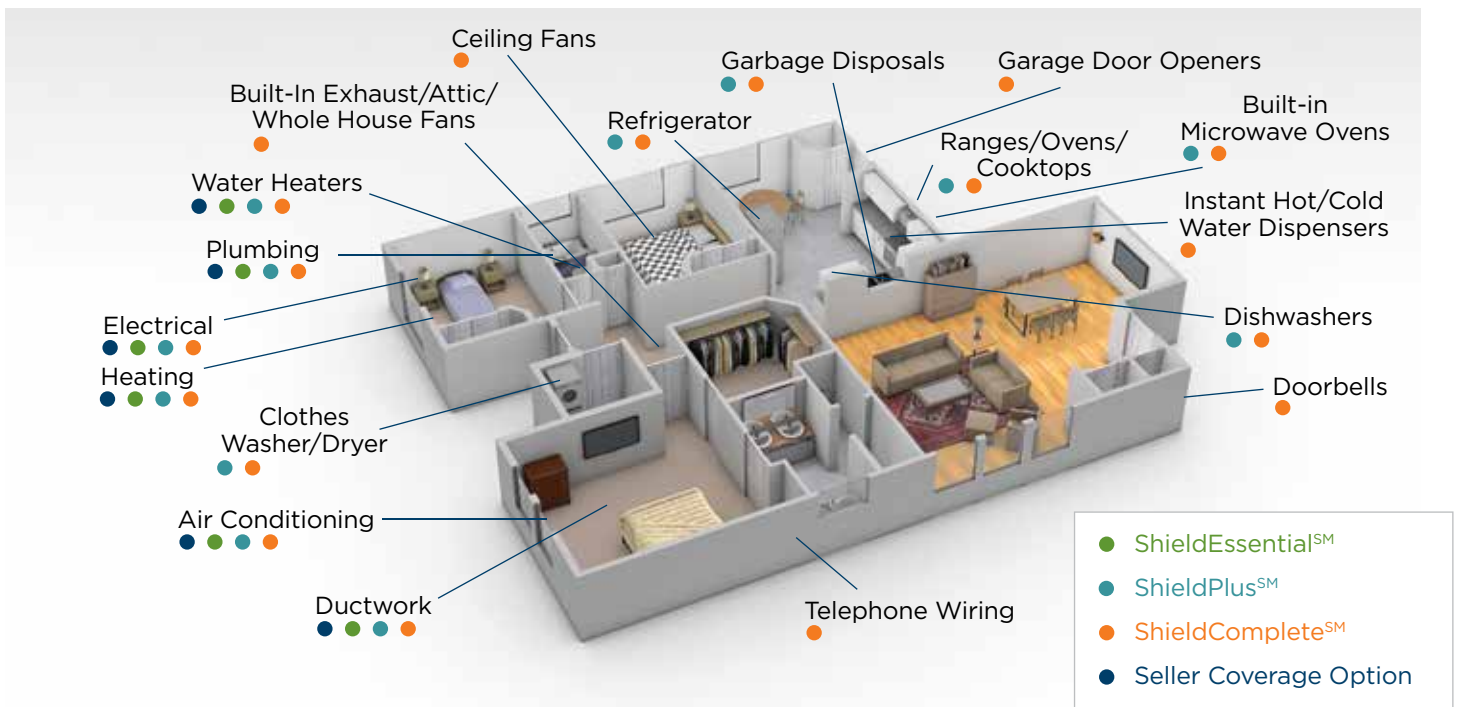 Ceiling Fans
Garbage Disposals
Garage Door Openers
Built-In Exhaust/Attic/
Whole House Fans
Refrigerator
Built-in
Microwave Ovens
Ranges/Ovens/
Cooktops
Water Heaters
Instant Hot/Cold
Water Dispensers
Plumbing
Electrical
Dishwashers
Heating
Doorbells
Clothes
Washer/Dryer
Air Conditioning
Ductwork
Telephone Wiring
ShieldEssential℠
ShieldPlus℠
ShieldComplete℠
Seller Coverage Option